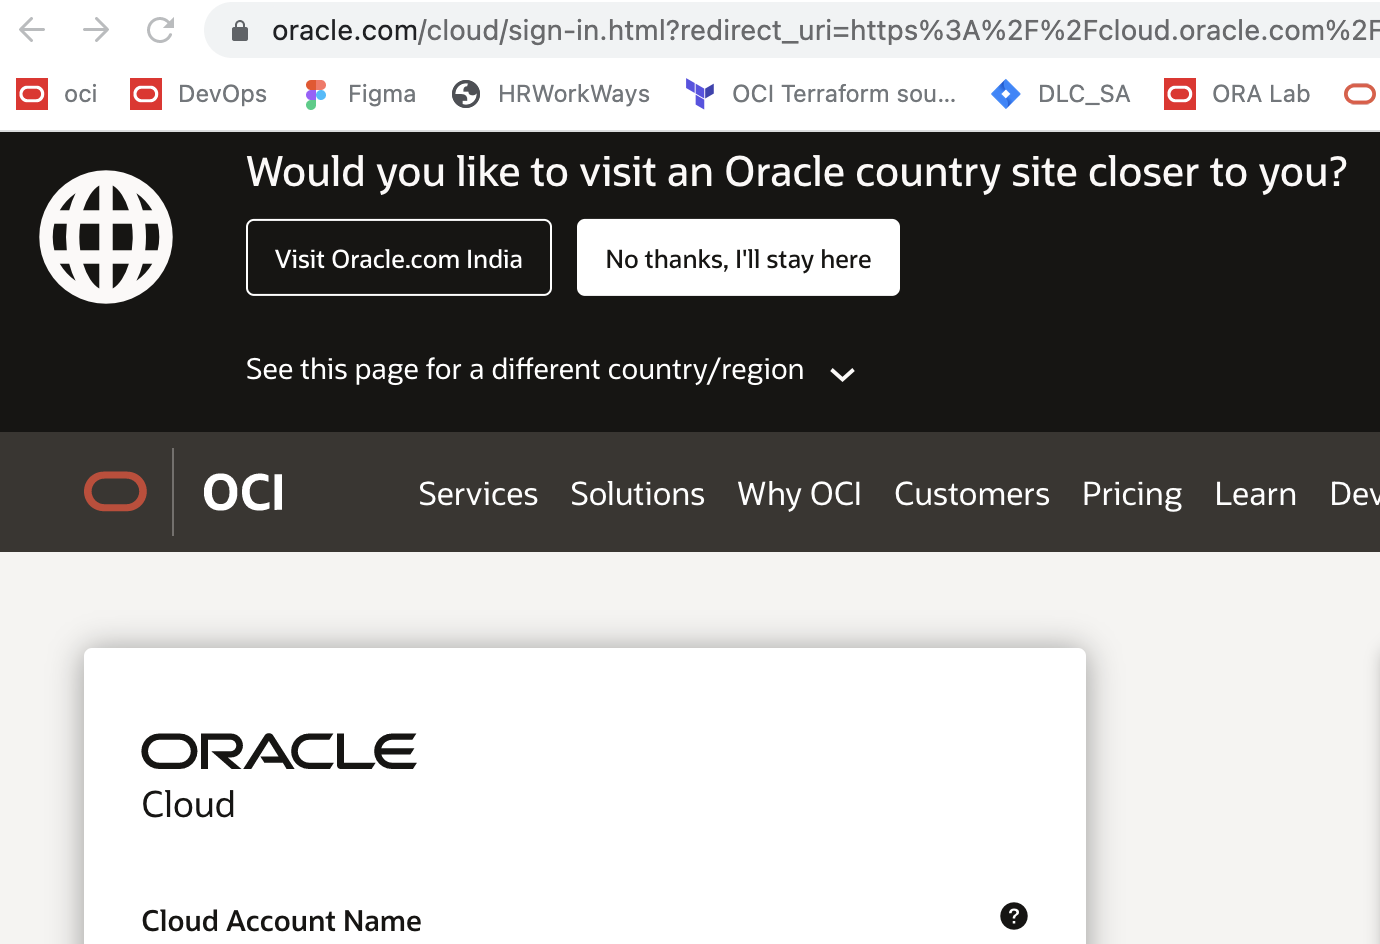 oracle.com/cloud/sign-in.html?redirect_uri=https%3A%2F%2Fcloud.oracle.com%2F
oci DevOps Figma HRWorkWays OCI Terraform sou... DLC_SA ORA Lab
Would you like to visit an Oracle country site closer to you?
Visit Oracle.com India No thanks, I'll stay here
See this page for a different country/region
OCI Services Solutions Why OCI Customers Pricing Learn Dev
ORACLE
Cloud
Cloud Account Name ?